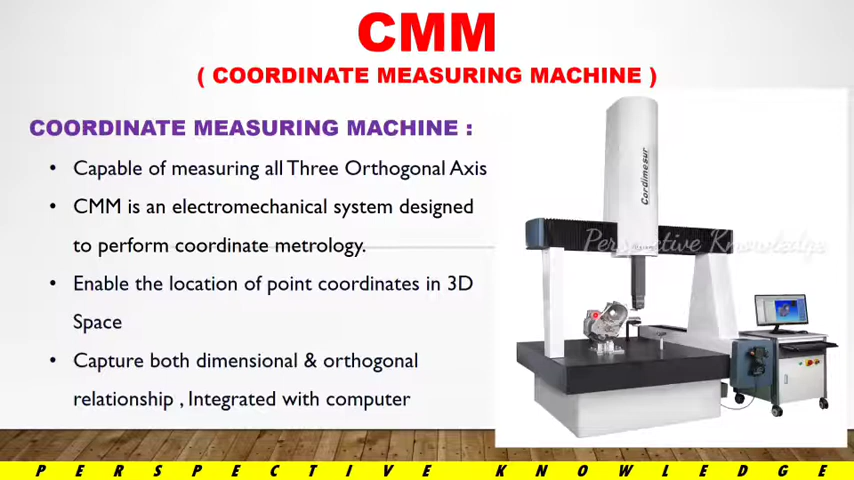 CMM
( COORDINATE MEASURING MACHINE )
COORDINATE MEASURING MACHINE :
• Capable of measuring all Three Orthogonal Axis
• CMM is an electromechanical system designed
to perform coordinate metrology.
• Enable the location of point coordinates in 3D
Space
• Capture both dimensional & orthogonal
relationship , Integrated with computer
Cordimesur
Perspective Knowledge
PERSPECTIVE KNOWLEDGE